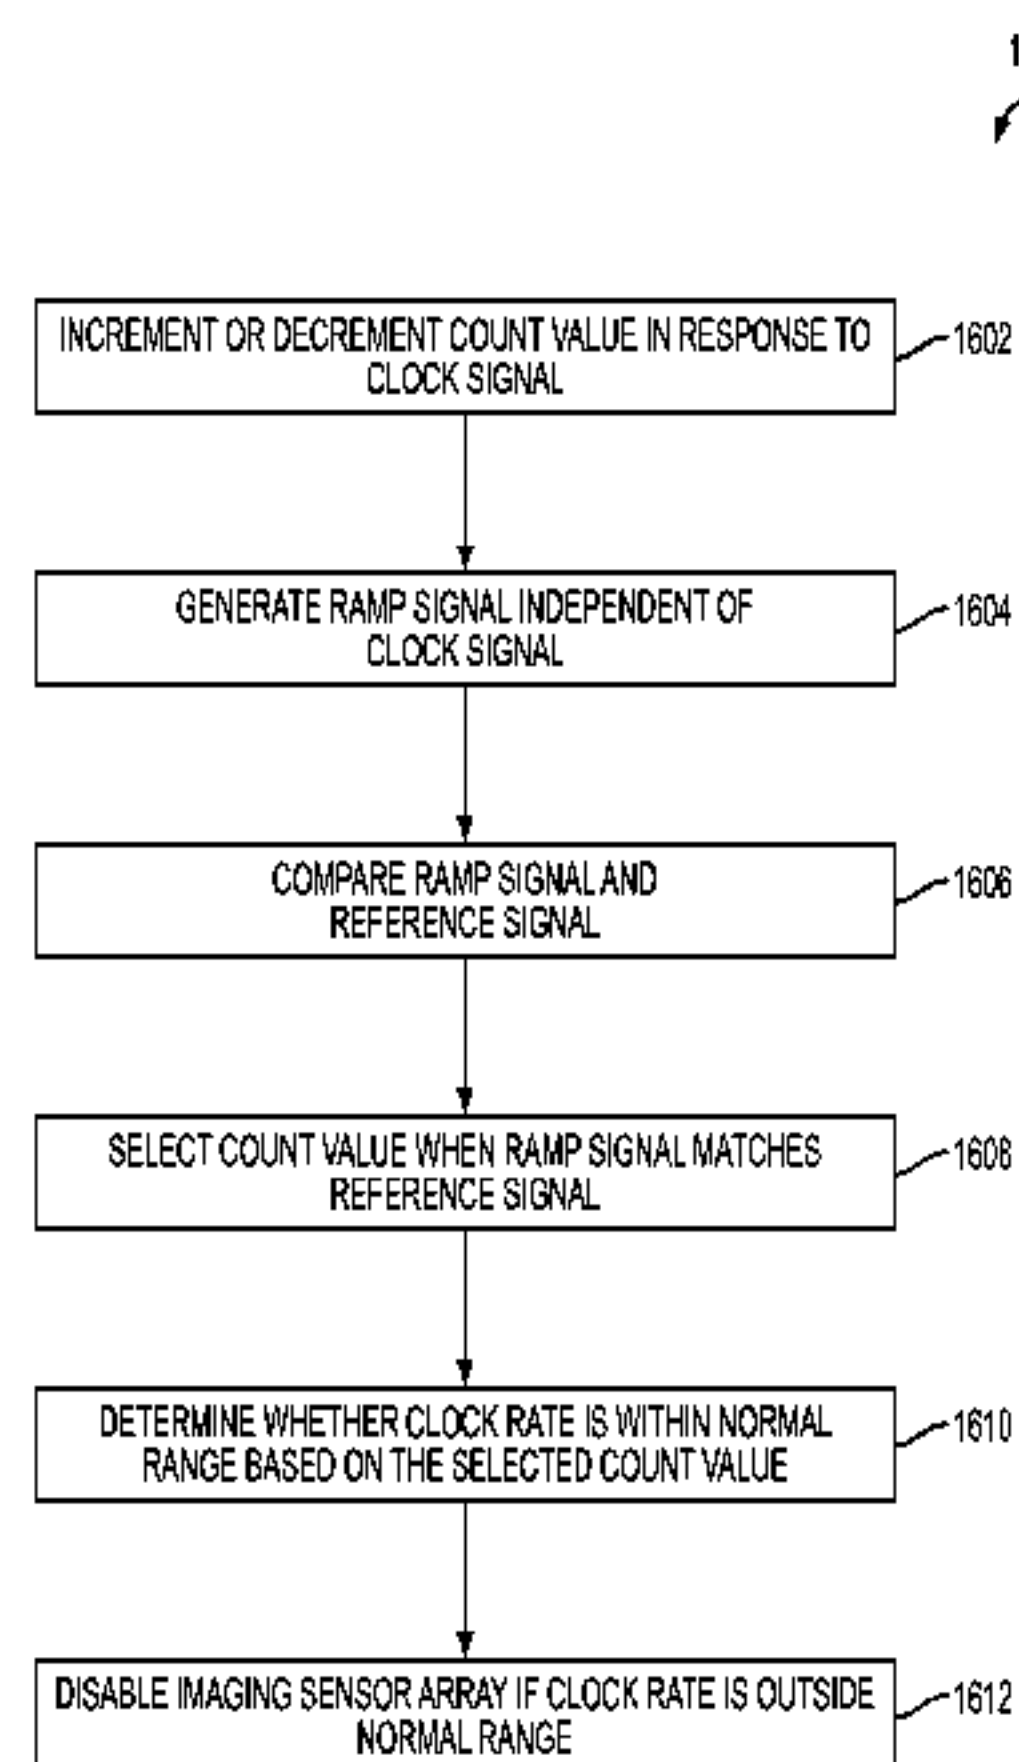 INCREMENT OR DECREMENT COUNT VALUE IN RESPONSE TO
CLOCK SIGNAL
1602
GENERATE RAMP SIGNAL INDEPENDENT OF
CLOCK SIGNAL
1604
COMPARE RAMP SIGNAL AND
REFERENCE SIGNAL
1606
SELECT COUNT VALUE WHEN RAMP SIGNAL MATCHES
REFERENCE SIGNAL
1608
DETERMINE WHETHER CLOCK RATE IS WITHIN NORMAL
RANGE BASED ON THE SELECTED COUNT VALUE
1610
DISABLE IMAGING SENSOR ARRAY IF CLOCK RATE IS OUTSIDE
NORMAL RANGE
1612